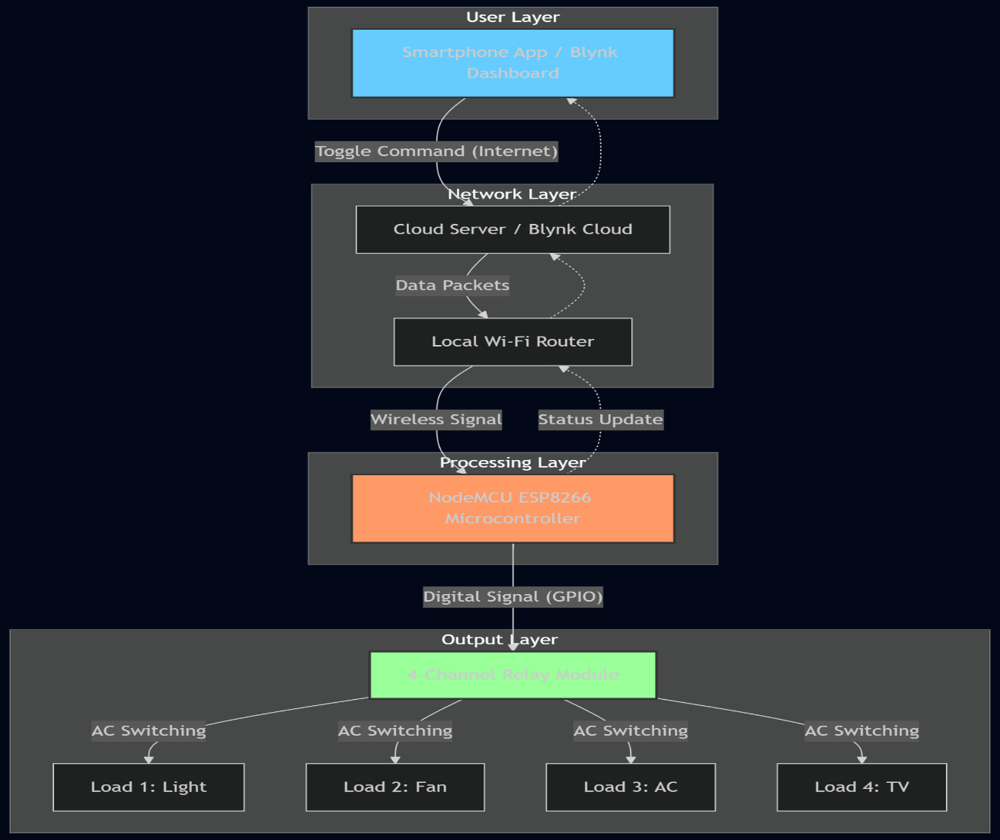 User Layer
Smartphone App / Blynk
Dashboard
Toggle Command (Internet)
Network Layer
Cloud Server / Blynk Cloud
Data Packets
Local Wi-Fi Router
Wireless Signal
Status Update
Processing Layer
NodeMCU ESP8266
Microcontroller
Digital Signal (GPIO)
Output Layer
4-Channel Relay Module
AC Switching
AC Switching
AC Switching
AC Switching
Load 1: Light
Load 2: Fan
Load 3: AC
Load 4: TV